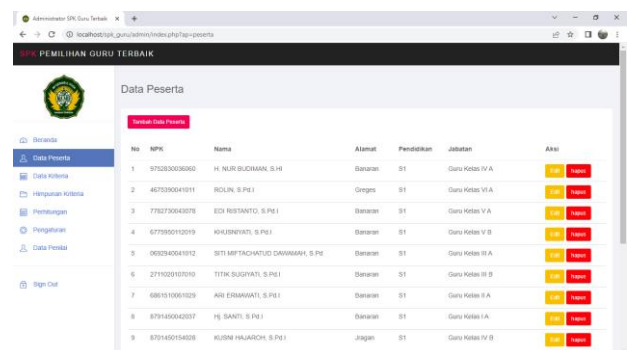 Administrator SPK Guru Terbaik
localhost/spk_guru/admin/index.php?ap=peserta
SPK PEMILIHAN GURU TERBAIK
Beranda
Data Peserta
Data Kriteria
Himpunan Kriteria
Perhitungan
Pengaturan
Data Penilai
Sign Out
Data Peserta
Tambah Data Peserta
No NPK Nama Alamat Pendidikan Jabatan Aksi
1 9752830036060 H. NUR BUDIMAN, S.HI Banaran S1 Guru Kelas IV A Edit hapus
2 4675390041011 ROLIN, S.Pd.I Greges S1 Guru Kelas VI A Edit hapus
3 7792730043078 EDI RISTANTO, S.Pd.I Banaran S1 Guru Kelas V A Edit hapus
4 6775950112019 KHUSNIYATI, S.Pd.I Banaran S1 Guru Kelas V B Edit hapus
5 0692940041012 SITI MIFTACHATUD DAWAMAH, S.Pd Banaran S1 Guru Kelas III A Edit hapus
6 2711020107010 TITIK SUGIYATI, S.Pd.I Banaran S1 Guru Kelas III B Edit hapus
7 6861510061029 ARI ERMAWATI, S.Pd.I Banaran S1 Guru Kelas II A Edit hapus
8 8791450042037 Hj. SANTI, S.Pd.I Banaran S1 Guru Kelas I A Edit hapus
9 8701450154028 KUSNI HAJAROH, S.Pd.I Jragan S1 Guru Kelas IV B Edit hapus